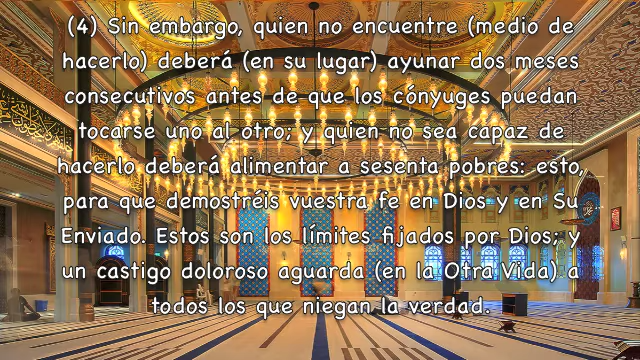 (4) Sin embargo, quien no encuentre (medio de
hacerlo) deberá (en su lugar) ayunar dos meses
consecutivos antes de que los cónyuges puedan
tocarse uno al otro; y quien no sea capaz de
hacerlo deberá alimentar a sesenta pobres: esto,
para que demostréis vuestra fe en Dios y en Su
Enviado. Estos son los límites fijados por Dios; y
un castigo doloroso aguarda (en la Otra Vida) a
todos los que niegan la verdad.